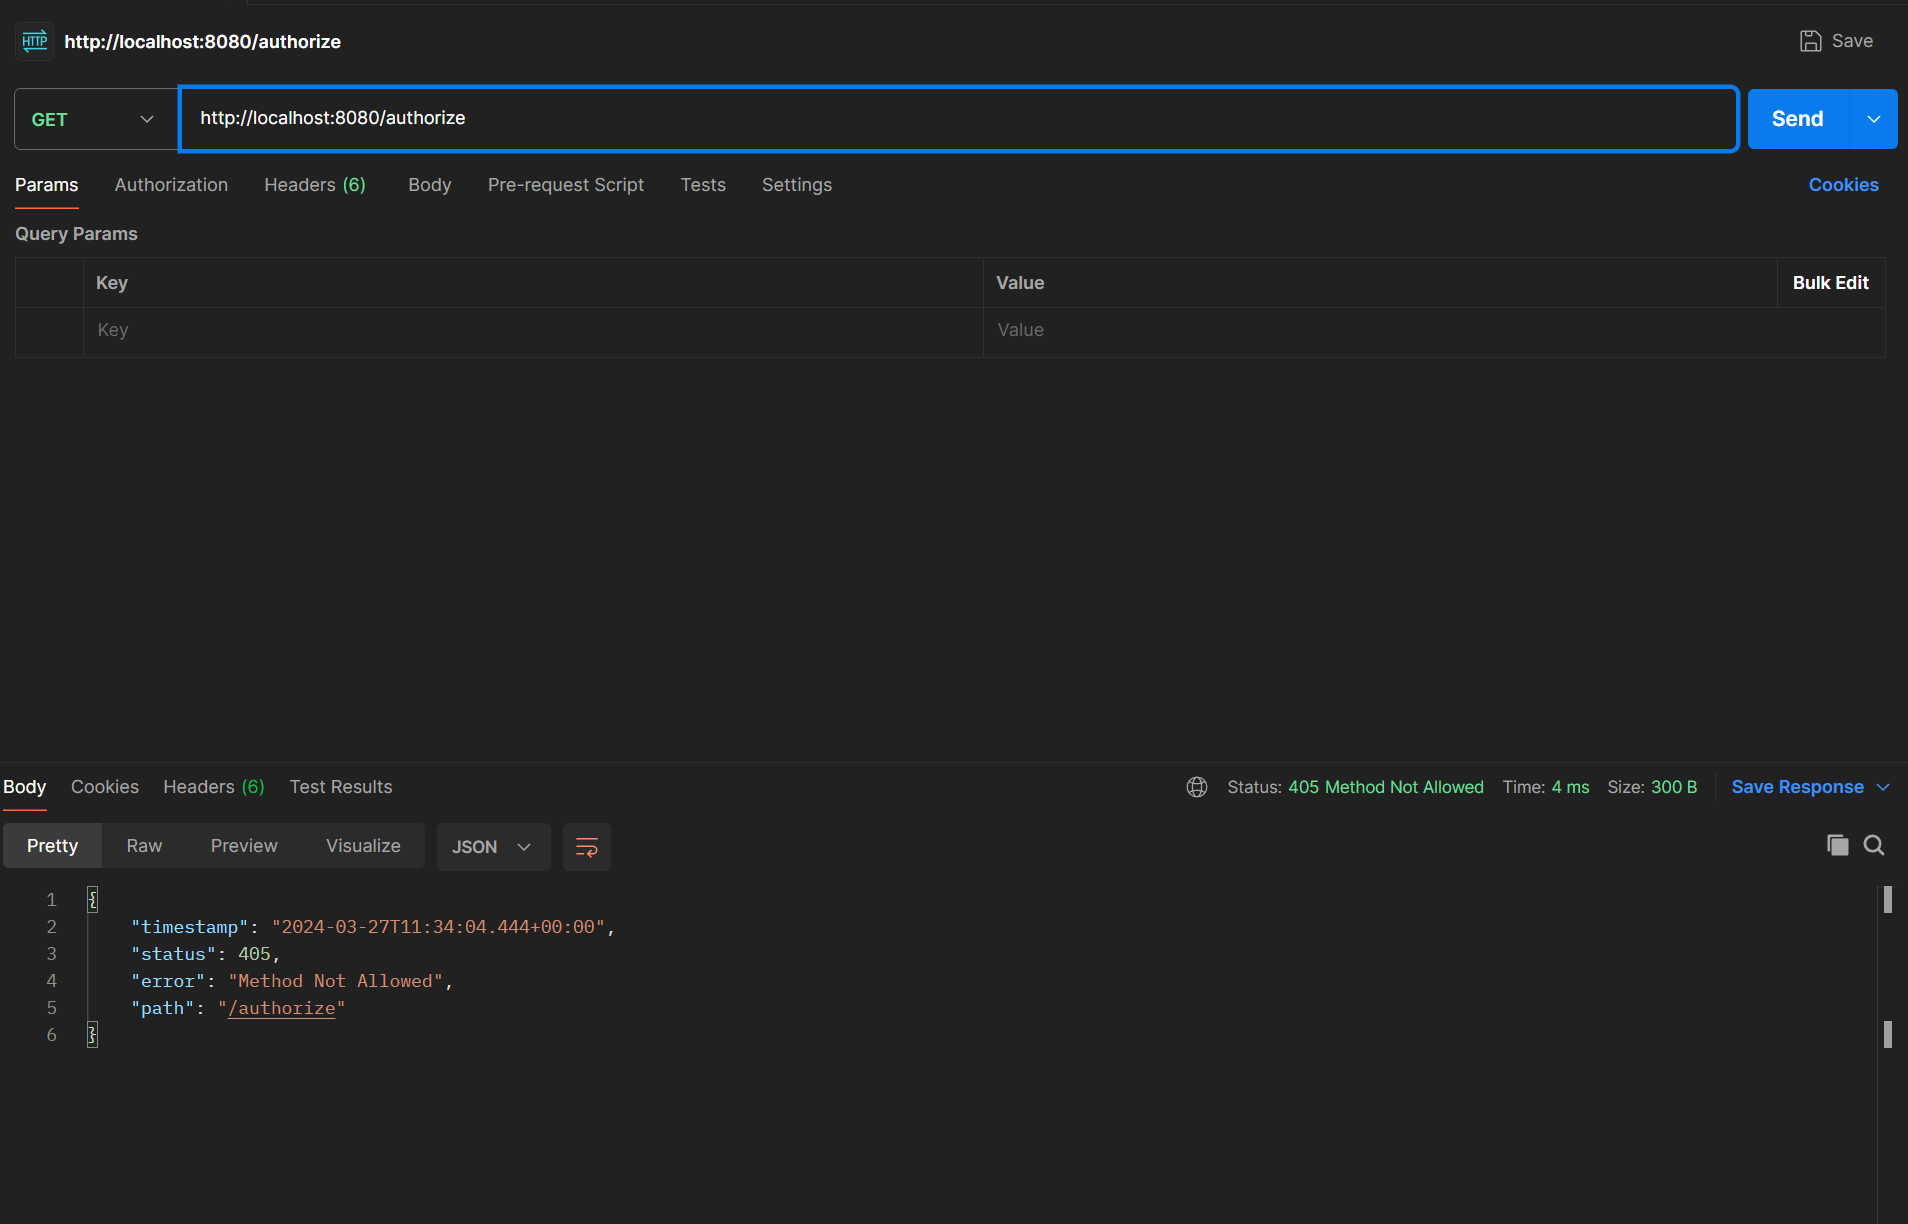 HTTP http://localhost:8080/authorize Save
GET http://localhost:8080/authorize Send
Params Authorization Headers (6) Body Pre-request Script Tests Settings Cookies
Query Params
Key Value Bulk Edit
Key Value
Body Cookies Headers (6) Test Results Status: 405 Method Not Allowed Time: 4 ms Size: 300 B Save Response
Pretty Raw Preview Visualize JSON
1 {
2 "timestamp": "2024-03-27T11:34:04.444+00:00",
3 "status": 405,
4 "error": "Method Not Allowed",
5 "path": "/authorize"
6 }